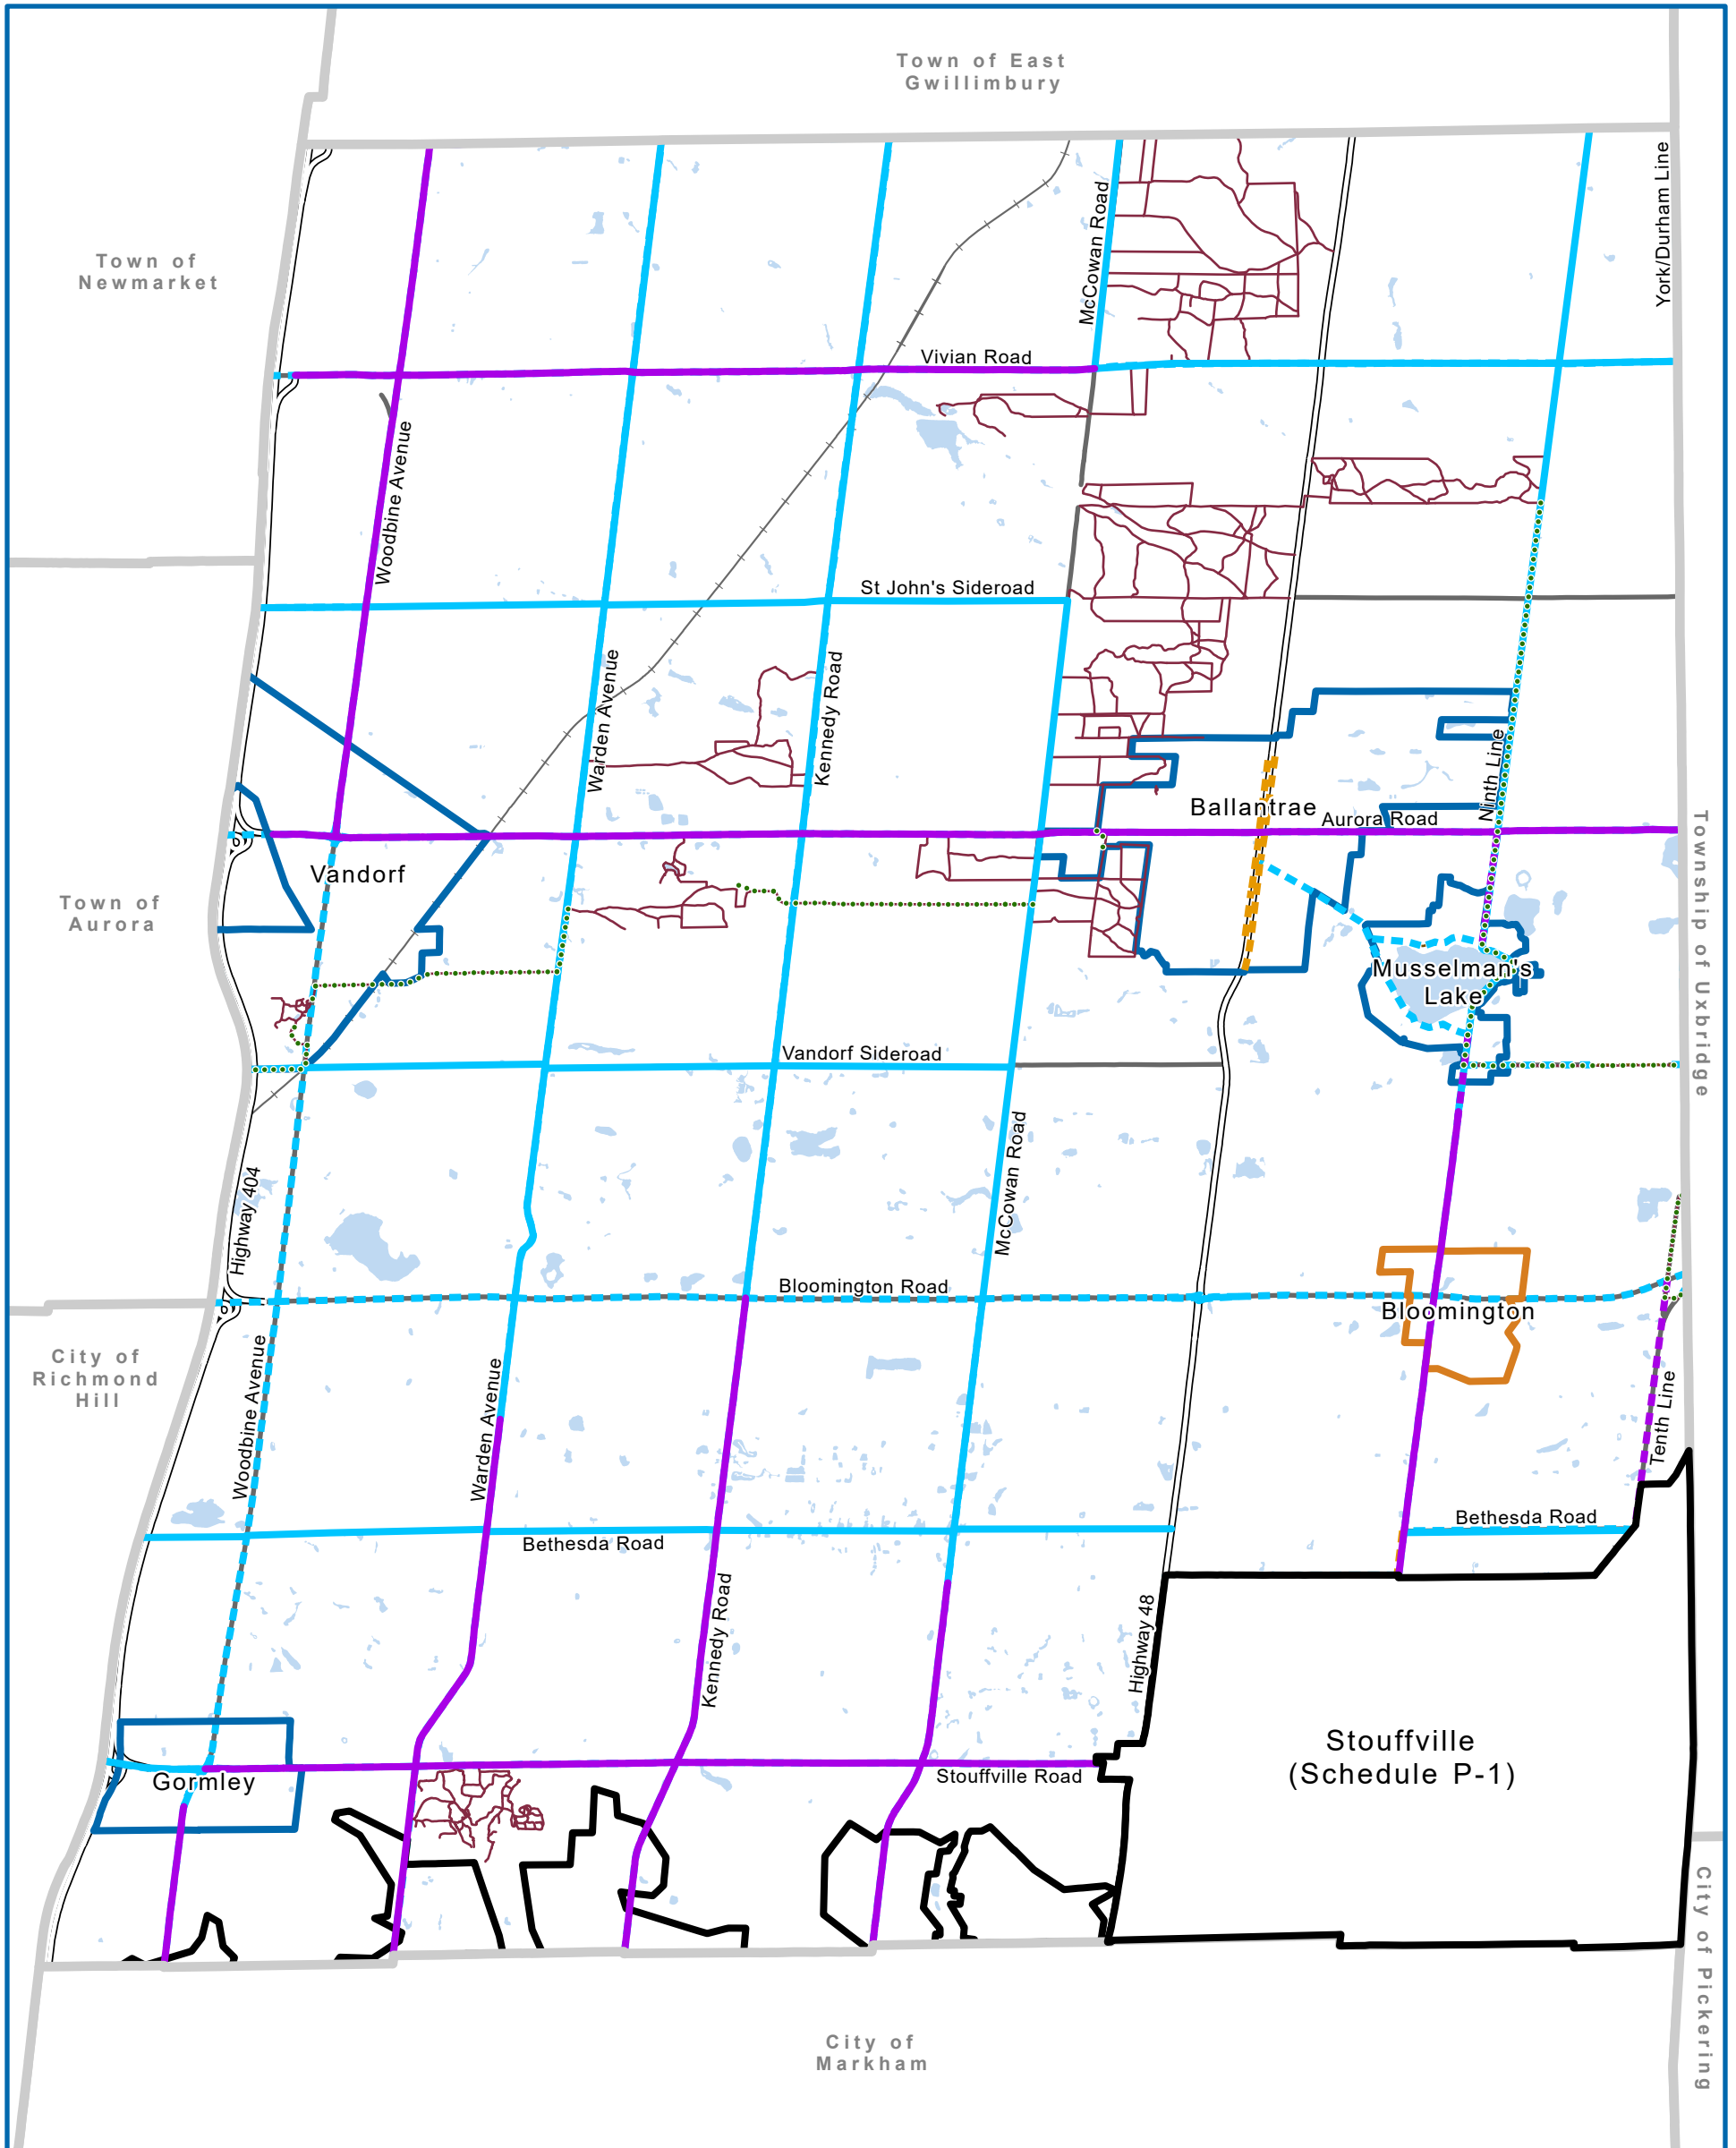 Town of East
Gwillimbury
York/Durham Line
McCowan Road
Town of
Newmarket
Vivian Road
Woodbine Avenue
St John's Sideroad
Warden Avenue
Kennedy Road
Ninth Line
Ballantrae
Aurora Road
Township of Uxbridge
Vandorf
Town of
Aurora
Musselman's
Lake
Vandorf Sideroad
McCowan Road
Highway 404
Bloomington Road
Bloomington
City of
Richmond
Hill
Woodbine Avenue
Warden Avenue
Tenth Line
Bethesda Road
Bethesda Road
Kennedy Road
Highway 48
Stouffville
(Schedule P-1)
Stouffville Road
Gormley
City of Pickering
City of
Markham